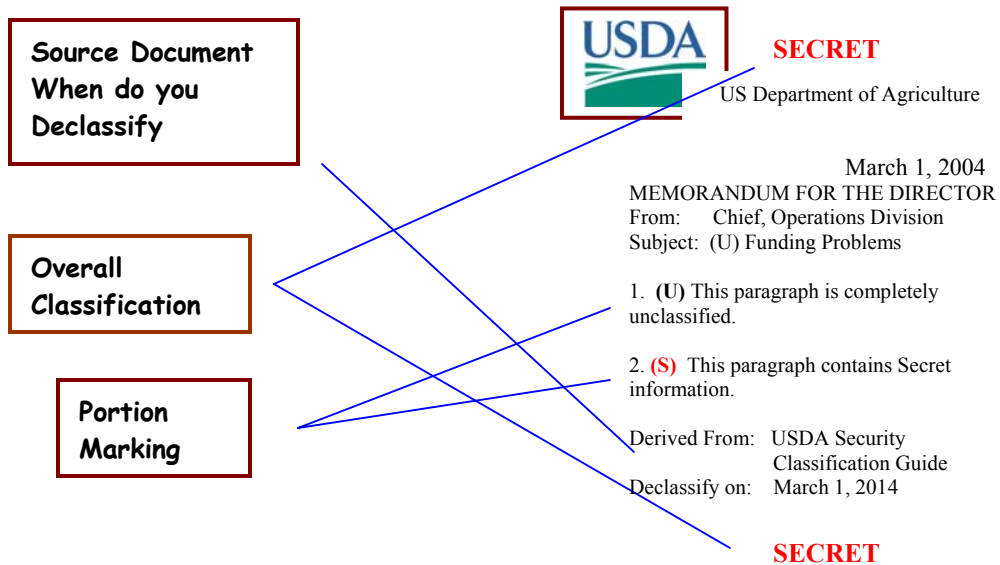 Source Document
When do you
Declassify
Overall
Classification
Portion
Marking
USDA
SECRET
US Department of Agriculture
March 1, 2004
MEMORANDUM FOR THE DIRECTOR
From: Chief, Operations Division
Subject: (U) Funding Problems
1. (U) This paragraph is completely
unclassified.
2. (S) This paragraph contains Secret
information.
Derived From: USDA Security
Classification Guide
Declassify on: March 1, 2014
SECRET